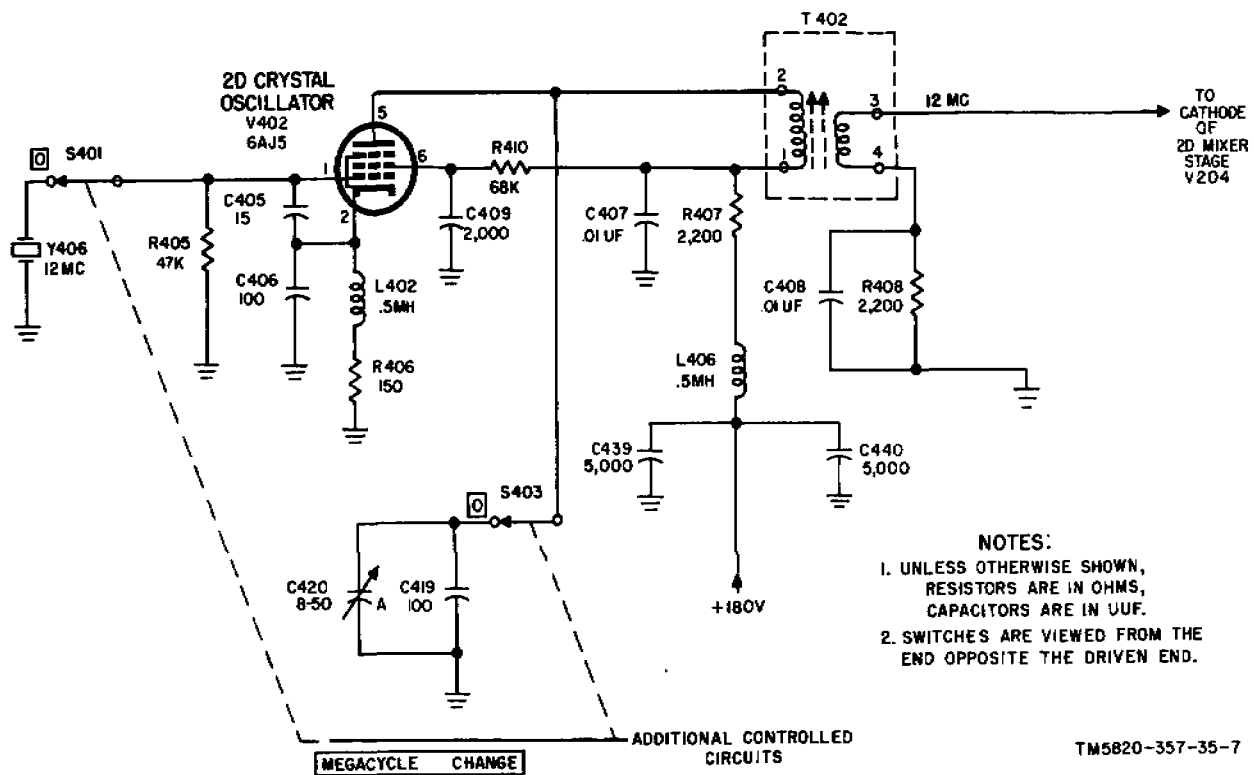 T 402
2D CRYSTAL
OSCILLATOR
V402
6AJ5
5
1
6
2
0
S401
Y406
12MC
R405
47K
C405
15
C406
100
L402
.5MH
R406
150
R410
68K
C409
2,000
C407
.01 UF
R407
2,200
2
1
3
4
12 MC
TO
CATHODE
OF
2D MIXER
STAGE
V204
C408
.01 UF
R408
2,200
L406
.5MH
C439
5,000
C440
5,000
+180V
0
S403
C420
8-50
A
C419
100
NOTES:
1. UNLESS OTHERWISE SHOWN,
RESISTORS ARE IN OHMS,
CAPACITORS ARE IN UUF.
2. SWITCHES ARE VIEWED FROM THE
END OPPOSITE THE DRIVEN END.
ADDITIONAL CONTROLLED
CIRCUITS
MEGACYCLE CHANGE
TM5820-357-35-7